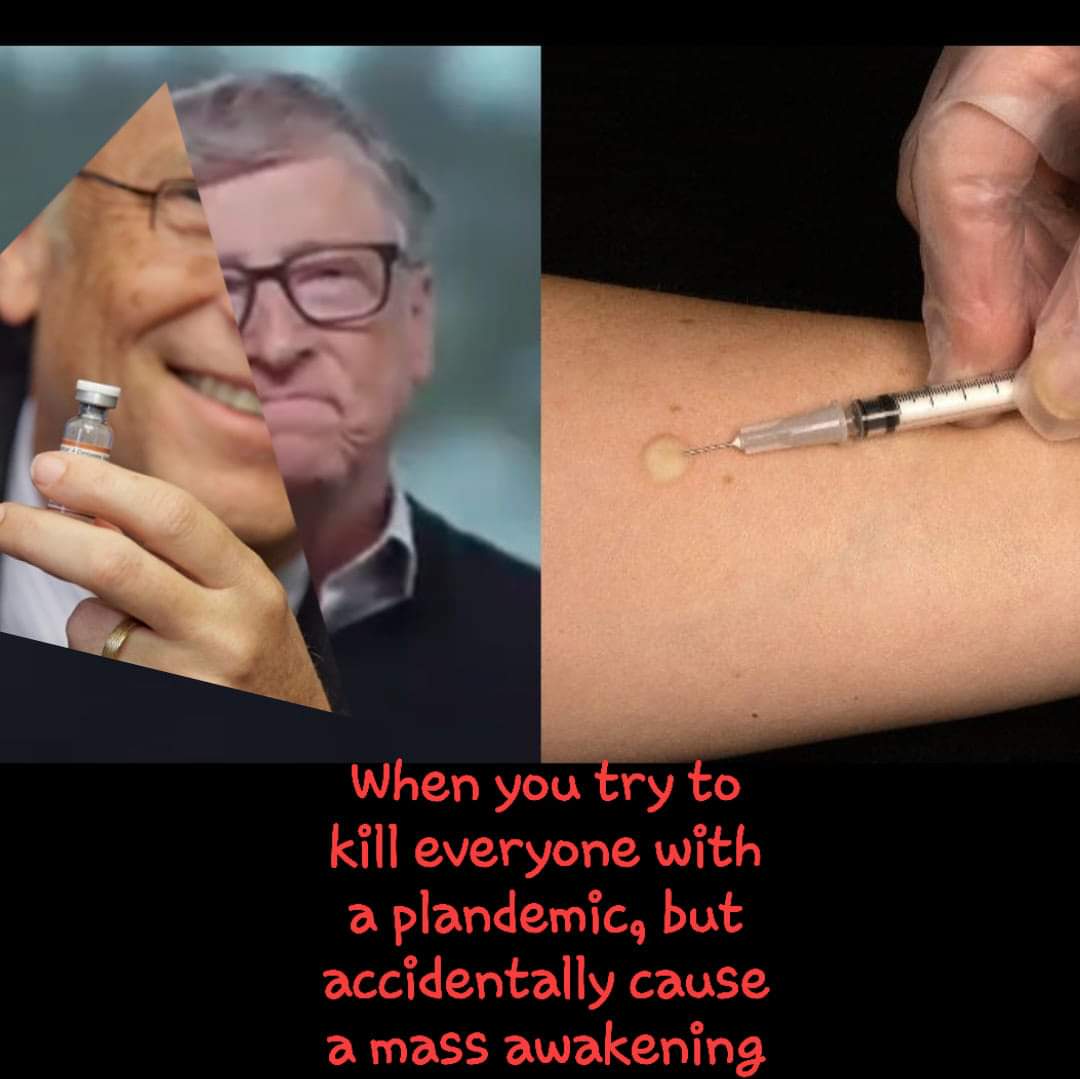 When you try to
kill everyone with
a plandemic, but
accidentally cause
a mass awakening